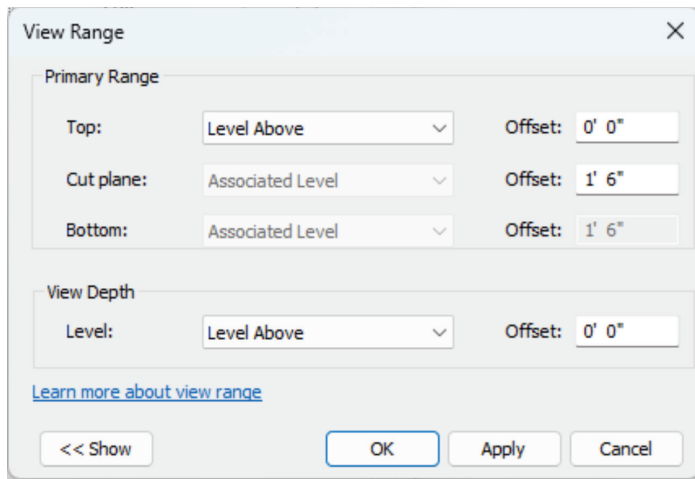 View Range
Primary Range
Top: Level Above Offset: 0' 0"
Cut plane: Associated Level Offset: 1' 6"
Bottom: Associated Level Offset: 1' 6"
View Depth
Level: Level Above Offset: 0' 0"
Learn more about view range
<< Show OK Apply Cancel